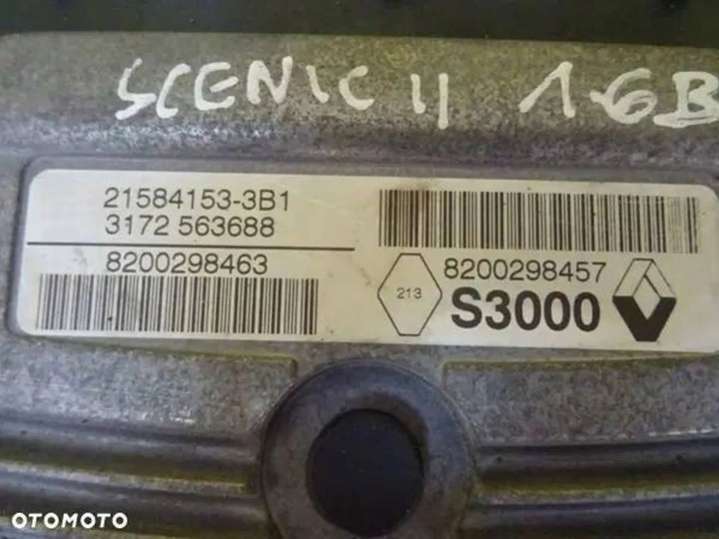 SCENIC II 1.6B
21584153-3B1
3172 563688
8200298463
8200298457
213
S3000
OTOMOTO